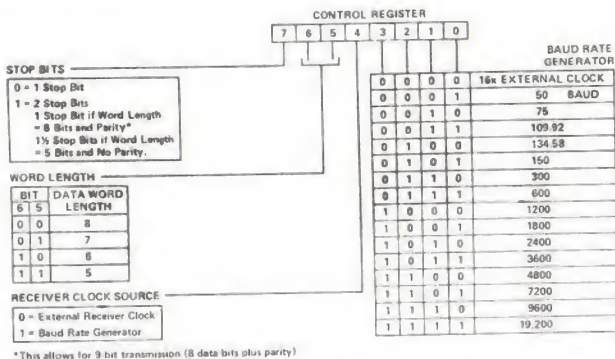 CONTROL REGISTER
7 6 5 4 3 2 1 0
STOP BITS
0 = 1 Stop Bit
1 = 2 Stop Bits
1 Stop Bit if Word Length
= 8 Bits and Parity*
1½ Stop Bits if Word Length
= 5 Bits and No Parity.
WORD LENGTH
BIT DATA WORD
6 5 LENGTH
0 0 8
0 1 7
1 0 6
1 1 5
RECEIVER CLOCK SOURCE
0 = External Receiver Clock
1 = Baud Rate Generator
BAUD RATE
GENERATOR
0 0 0 0 16x EXTERNAL CLOCK
0 0 0 1 50 BAUD
0 0 1 0 75
0 0 1 1 109.92
0 1 0 0 134.58
0 1 0 1 150
0 1 1 0 300
0 1 1 1 600
1 0 0 0 1200
1 0 0 1 1800
1 0 1 0 2400
1 0 1 1 3600
1 1 0 0 4800
1 1 0 1 7200
1 1 1 0 9600
1 1 1 1 19,200
*This allows for 9-bit transmission (8 data bits plus parity)